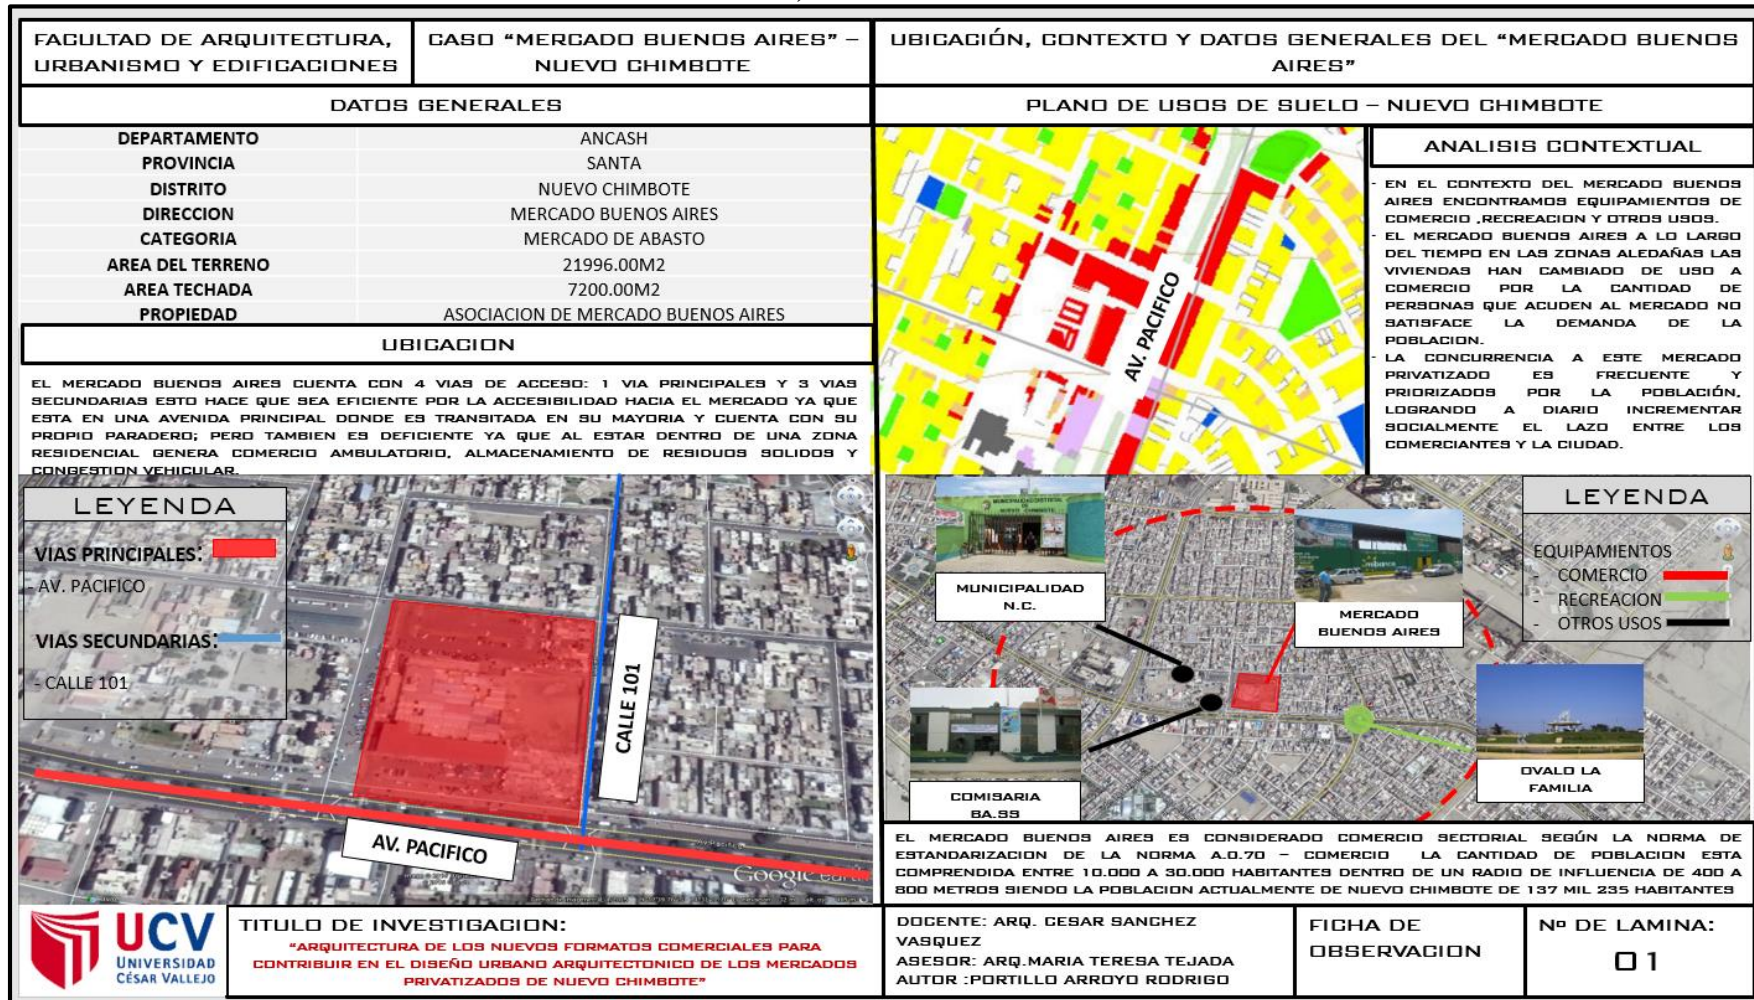 FACULTAD DE ARQUITECTURA,
URBANISMO Y EDIFICACIONES
CASO “MERCADO BUENOS AIRES” –
NUEVO CHIMBOTE
UBICACIÓN, CONTEXTO Y DATOS GENERALES DEL “MERCADO BUENOS
AIRES”
DATOS GENERALES
DEPARTAMENTO ANCASH
PROVINCIA SANTA
DISTRITO NUEVO CHIMBOTE
DIRECCION MERCADO BUENOS AIRES
CATEGORIA MERCADO DE ABASTO
AREA DEL TERRENO 21996.00M2
AREA TECHADA 7200.00M2
PROPIEDAD ASOCIACION DE MERCADO BUENOS AIRES
UBICACION
EL MERCADO BUENOS AIRES CUENTA CON 4 VIAS DE ACCESO: 1 VIA PRINCIPALES Y 3 VIAS
SECUNDARIAS ESTO HACE QUE SEA EFICIENTE POR LA ACCESIBILIDAD HACIA EL MERCADO YA QUE
ESTA EN UNA AVENIDA PRINCIPAL DONDE ES TRANSITADA EN SU MAYORIA Y CUENTA CON SU
PROPIO PARADERO; PERO TAMBIEN ES DEFICIENTE YA QUE AL ESTAR DENTRO DE UNA ZONA
RESIDENCIAL GENERA COMERCIO AMBULATORIO, ALMACENAMIENTO DE RESIDUOS SOLIDOS Y
CONGESTION VEHICULAR.
LEYENDA
VIAS PRINCIPALES:
- AV. PACIFICO
VIAS SECUNDARIAS:
- CALLE 101
CALLE 101
AV. PACIFICO
Google earth
PLANO DE USOS DE SUELO – NUEVO CHIMBOTE
AV. PACIFICO
ANALISIS CONTEXTUAL
- EN EL CONTEXTO DEL MERCADO BUENOS
AIRES ENCONTRAMOS EQUIPAMIENTOS DE
COMERCIO ,RECREACION Y OTROS USOS.
- EL MERCADO BUENOS AIRES A LO LARGO
DEL TIEMPO EN LAS ZONAS ALEDAÑAS LAS
VIVIENDAS HAN CAMBIADO DE USO A
COMERCIO POR LA CANTIDAD DE
PERSONAS QUE ACUDEN AL MERCADO NO
SATISFACE LA DEMANDA DE LA
POBLACION.
- LA CONCURRENCIA A ESTE MERCADO
PRIVATIZADO ES FRECUENTE Y
PRIORIZADOS POR LA POBLACIÓN,
LOGRANDO A DIARIO INCREMENTAR
SOCIALMENTE EL LAZO ENTRE LOS
COMERCIANTES Y LA CIUDAD.
MUNICIPALIDAD DISTRITAL
DE
NUEVO CHIMBOTE
MUNICIPALIDAD
N.C.
MERCADO
BUENOS AIRES
LEYENDA
EQUIPAMIENTOS
- COMERCIO
- RECREACION
- OTROS USOS
COMISARIA
BA.SS
OVALO LA
FAMILIA
EL MERCADO BUENOS AIRES ES CONSIDERADO COMERCIO SECTORIAL SEGÚN LA NORMA DE
ESTANDARIZACION DE LA NORMA A.0.70 – COMERCIO LA CANTIDAD DE POBLACION ESTA
COMPRENDIDA ENTRE 10.000 A 30.000 HABITANTES DENTRO DE UN RADIO DE INFLUENCIA DE 400 A
800 METROS SIENDO LA POBLACION ACTUALMENTE DE NUEVO CHIMBOTE DE 137 MIL 235 HABITANTES
UCV
UNIVERSIDAD
CÉSAR VALLEJO
TITULO DE INVESTIGACION:
“ARQUITECTURA DE LOS NUEVOS FORMATOS COMERCIALES PARA
CONTRIBUIR EN EL DISEÑO URBANO ARQUITECTONICO DE LOS MERCADOS
PRIVATIZADOS DE NUEVO CHIMBOTE”
DOCENTE: ARQ. CESAR SANCHEZ
VASQUEZ
ASESOR: ARQ.MARIA TERESA TEJADA
AUTOR :PORTILLO ARROYO RODRIGO
FICHA DE
OBSERVACION
Nº DE LAMINA:
01